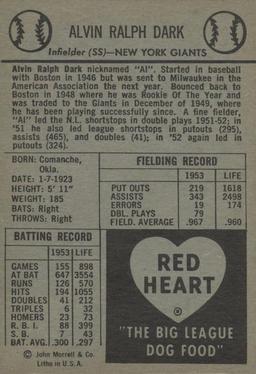 ALVIN RALPH DARK
Infielder (SS)—NEW YORK GIANTS
Alvin Ralph Dark nicknamed "Al". Started in baseball
with Boston in 1946 but was sent to Milwaukee in the
American Association the next year. Bounced back to
Boston in 1948 where he was Rookie Of The Year and
was traded to the Giants in December of 1949, where he
has been playing successfully since. A fine fielder,
"Al" led the N.L. shortstops in double plays 1951-52; in
'51 he also led league shortstops in putouts (295),
assists (465), and doubles (41); in '52 again led in
putouts (324).
BORN: Comanche,
Okla.
DATE: 1-7-1923
HEIGHT: 5' 11"
WEIGHT: 185
BATS: Right
THROWS: Right
FIELDING RECORD
1953 LIFE
PUT OUTS 219 1618
ASSISTS 343 2498
ERRORS 19 174
DBL. PLAYS 79
FIELD. AVERAGE .967 .960
BATTING RECORD
1953 LIFE
GAMES 155 898
AT BAT 647 3554
RUNS 126 570
HITS 194 1055
DOUBLES 41 212
TRIPLES 6 32
HOMERS 23 73
R. B. I. 88 399
S. B. 7 43
BAT. AVG. .300 .297
RED
HEART
®
"THE BIG LEAGUE
DOG FOOD"
© John Morrell & Co.
Litho in U.S.A.